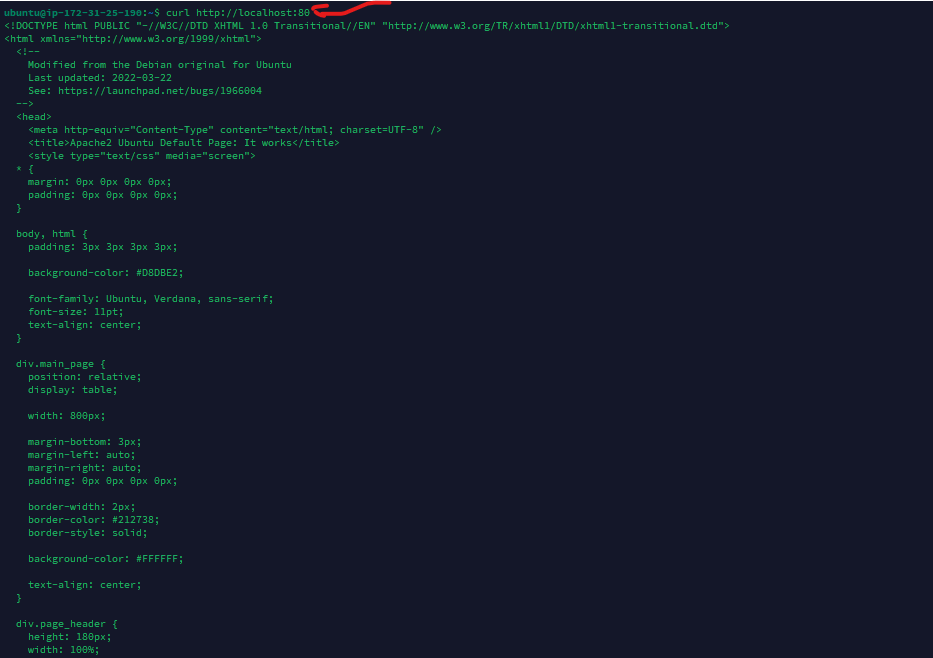 ubuntu@ip-172-31-25-190:~$ curl http://localhost:80
<!DOCTYPE html PUBLIC "-//W3C//DTD XHTML 1.0 Transitional//EN" "http://www.w3.org/TR/xhtml1/DTD/xhtml1-transitional.dtd">
<html xmlns="http://www.w3.org/1999/xhtml">
  <!--
    Modified from the Debian original for Ubuntu
    Last updated: 2022-03-22
    See: https://launchpad.net/bugs/1966004
  -->
  <head>
    <meta http-equiv="Content-Type" content="text/html; charset=UTF-8" />
    <title>Apache2 Ubuntu Default Page: It works</title>
    <style type="text/css" media="screen">
  * {
    margin: 0px 0px 0px 0px;
    padding: 0px 0px 0px 0px;
  }

  body, html {
    padding: 3px 3px 3px 3px;

    background-color: #D8DBE2;

    font-family: Ubuntu, Verdana, sans-serif;
    font-size: 11pt;
    text-align: center;
  }

  div.main_page {
    position: relative;
    display: table;

    width: 800px;

    margin-bottom: 3px;
    margin-left: auto;
    margin-right: auto;
    padding: 0px 0px 0px 0px;

    border-width: 2px;
    border-color: #212738;
    border-style: solid;

    background-color: #FFFFFF;

    text-align: center;
  }

  div.page_header {
    height: 180px;
    width: 100%;